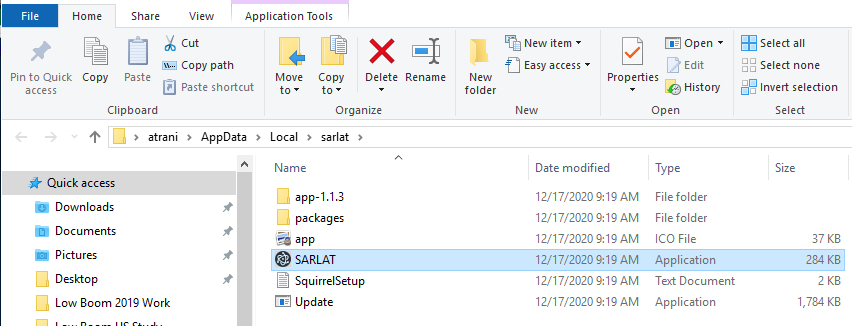 File Home Share View Application Tools
Pin to Quick access
Copy
Paste
Cut
Copy path
Paste shortcut
Clipboard
Move to
Copy to
Delete
Rename
Organize
New folder
New item
Easy access
New
Properties
Open
Edit
History
Open
Select all
Select none
Invert selection
Select
atrani AppData Local sarlat
Quick access
Downloads
Documents
Pictures
Desktop
Low Boom 2019 Work
Low Boom US Study
Name Date modified Type Size
app-1.1.3 12/17/2020 9:19 AM File folder
packages 12/17/2020 9:19 AM File folder
app 12/17/2020 9:19 AM ICO File 37 KB
SARLAT 12/17/2020 9:19 AM Application 284 KB
SquirrelSetup 12/17/2020 9:19 AM Text Document 2 KB
Update 12/17/2020 9:19 AM Application 1,784 KB